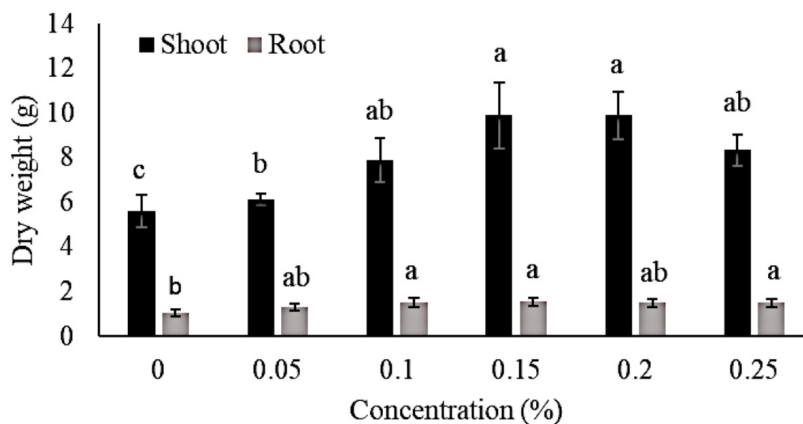 14
12
10
8
6
4
2
0
Dry weight (g)
Shoot Root
c b ab a a ab
b ab a a ab a
0 0.05 0.1 0.15 0.2 0.25
Concentration (%)